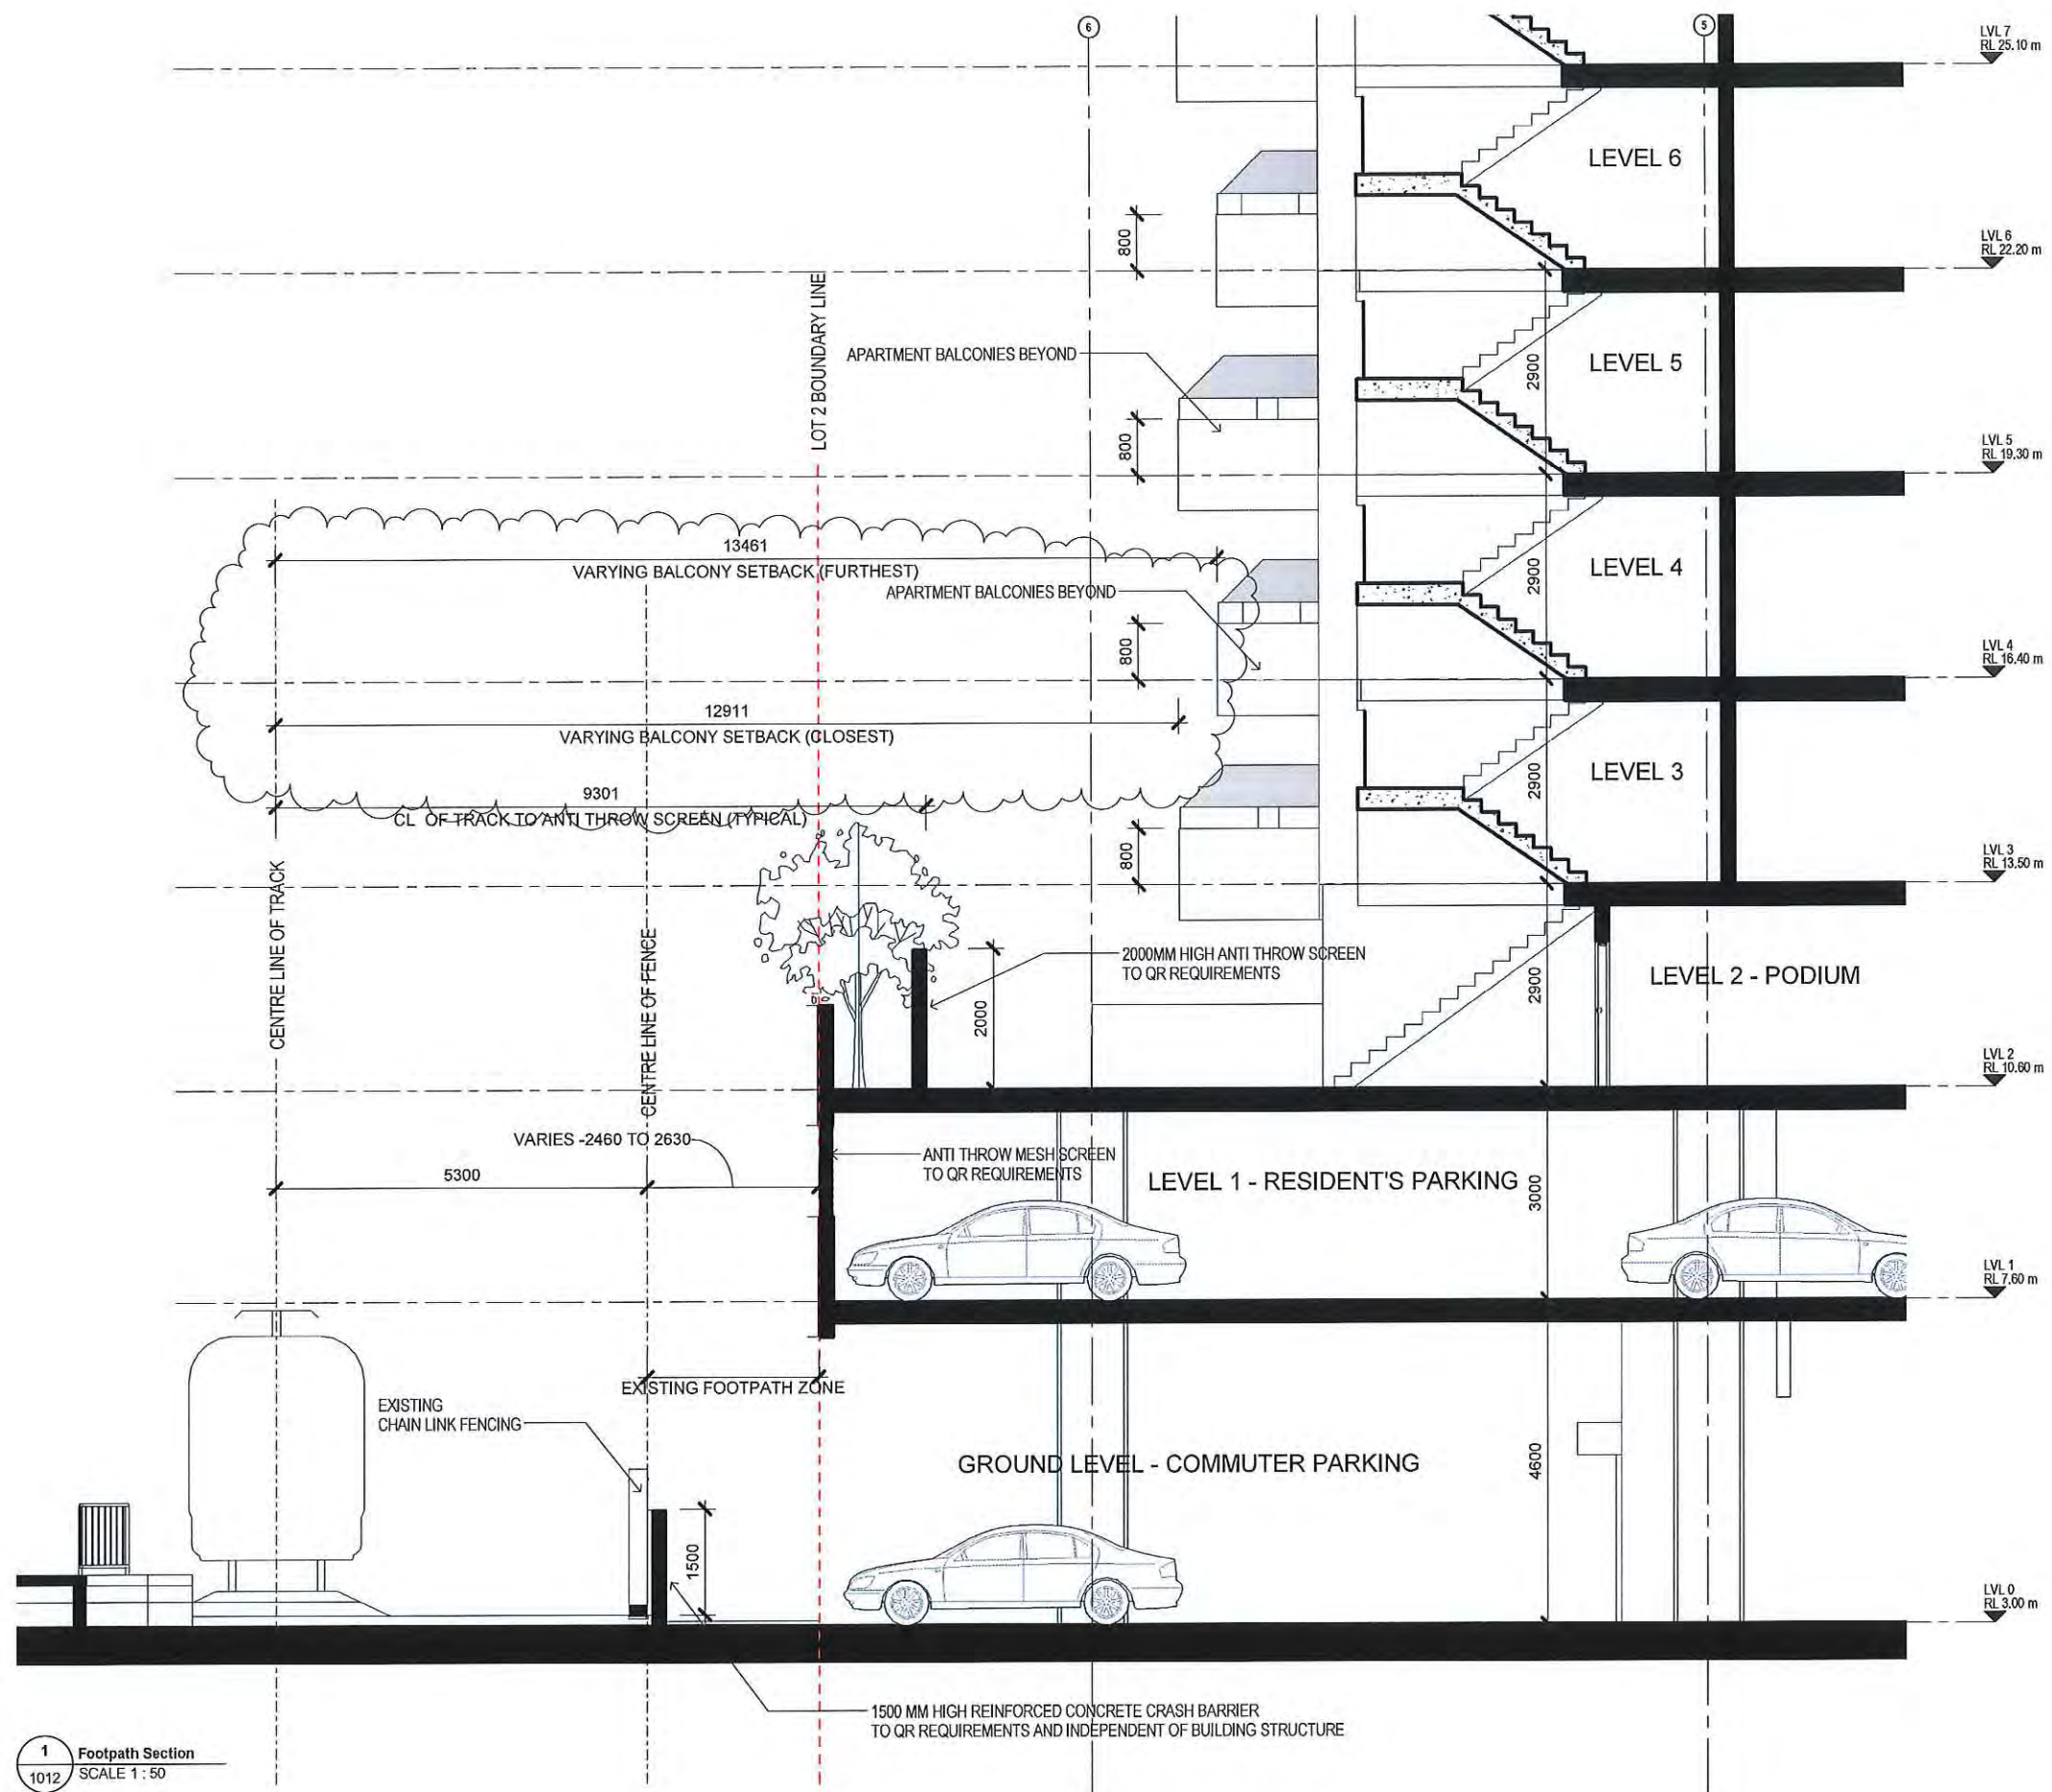 6
5
LVL 7
RL 25.10 m
LEVEL 6
800
LVL 6
RL 22.20 m
LOT 2 BOUNDARY LINE
APARTMENT BALCONIES BEYOND
2900
LEVEL 5
800
LVL 5
RL 19.30 m
13461
VARYING BALCONY SETBACK (FURTHEST)
APARTMENT BALCONIES BEYOND
2900
LEVEL 4
800
LVL 4
RL 16.40 m
12911
VARYING BALCONY SETBACK (CLOSEST)
2900
LEVEL 3
9301
CL OF TRACK TO ANTI THROW SCREEN (TYPICAL)
800
LVL 3
RL 13.50 m
CENTRE LINE OF TRACK
CENTRE LINE OF FENCE
2000MM HIGH ANTI THROW SCREEN
TO QR REQUIREMENTS
2000
2900
LEVEL 2 - PODIUM
LVL 2
RL 10.60 m
VARIES -2460 TO 2630
5300
ANTI THROW MESH SCREEN
TO QR REQUIREMENTS
LEVEL 1 - RESIDENT'S PARKING
3000
LVL 1
RL 7.60 m
EXISTING FOOTPATH ZONE
EXISTING
CHAIN LINK FENCING
GROUND LEVEL - COMMUTER PARKING
4600
1500
LVL 0
RL 3.00 m
1500 MM HIGH REINFORCED CONCRETE CRASH BARRIER
TO QR REQUIREMENTS AND INDEPENDENT OF BUILDING STRUCTURE
1
1012
Footpath Section
SCALE 1 : 50